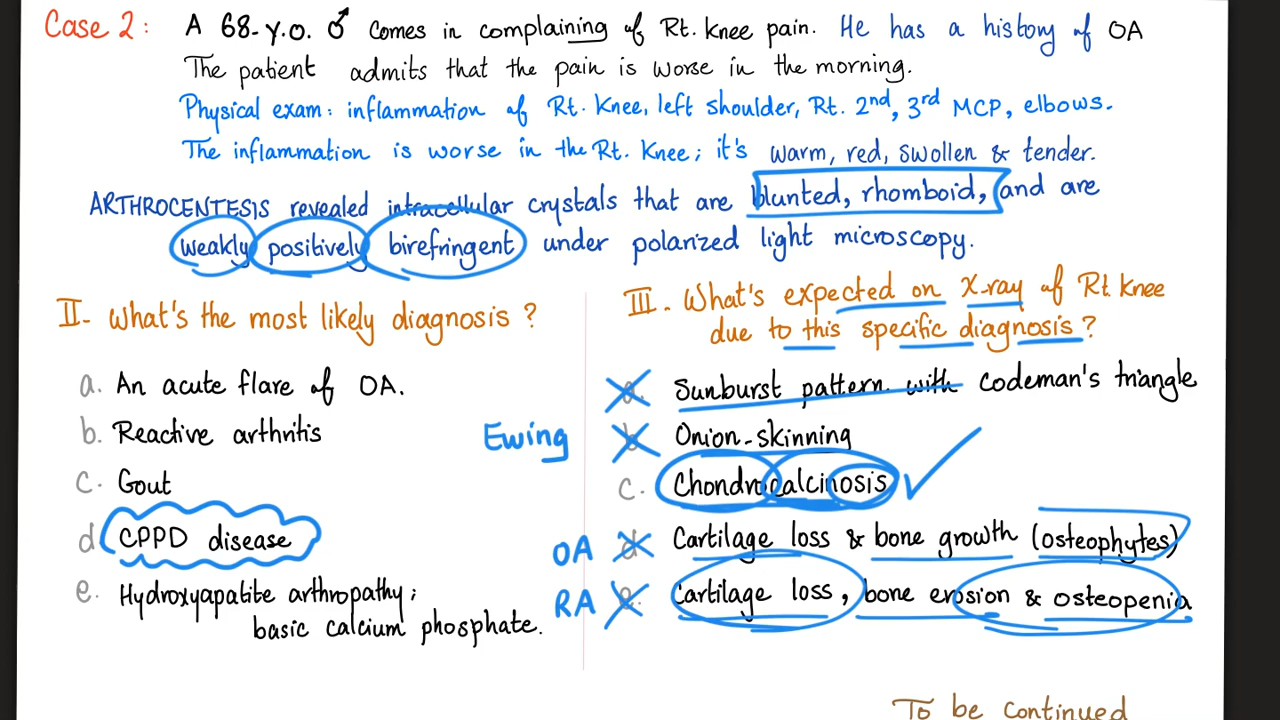 Case 2: A 68-y.o. ♂ comes in complaining of Rt. knee pain. He has a history of OA
The patient admits that the pain is worse in the morning.
Physical exam: inflammation of Rt. Knee, left shoulder, Rt. 2nd, 3rd MCP, elbows.
The inflammation is worse in the Rt. Knee; it's warm, red, swollen & tender.
ARTHROCENTESIS revealed intracellular crystals that are blunted, rhomboid, and are
weakly positively birefringent under polarized light microscopy.
II- What's the most likely diagnosis?
a. An acute flare of OA.
b. Reactive arthritis
c. Gout
d CPPD disease
e. Hydroxyapatite arthropathy;
basic calcium phosphate.
III. What's expected on X-ray of Rt. Knee
due to this specific diagnosis?
a. Sunburst pattern with Codeman's triangle
Ewing b. Onion-skinning
c. Chondrocalcinosis
OA d. Cartilage loss & bone growth (osteophytes)
RA e. Cartilage loss, bone erosion & osteopenia
To be continued